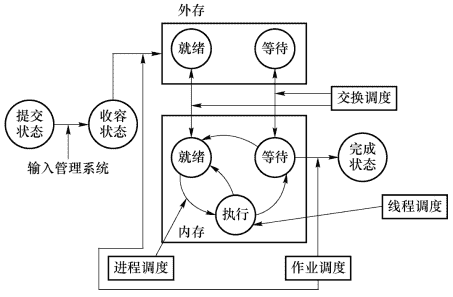 外存
就绪
等待
交换调度
提交
状态
收容
状态
输入管理系统
就绪
等待
完成
状态
执行
线程调度
内存
进程调度
作业调度